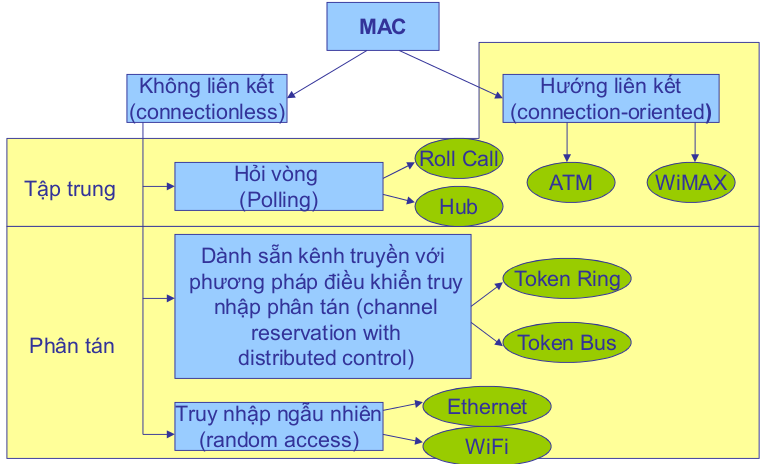 MAC
Không liên kết
(connectionless)
Hướng liên kết
(connection-oriented)
Tập trung
Hỏi vòng
(Polling)
Roll Call
Hub
ATM
WiMAX
Phân tán
Dành sẵn kênh truyền với
phương pháp điều khiển truy
nhập phân tán (channel
reservation with
distributed control)
Token Ring
Token Bus
Truy nhập ngẫu nhiên
(random access)
Ethernet
WiFi